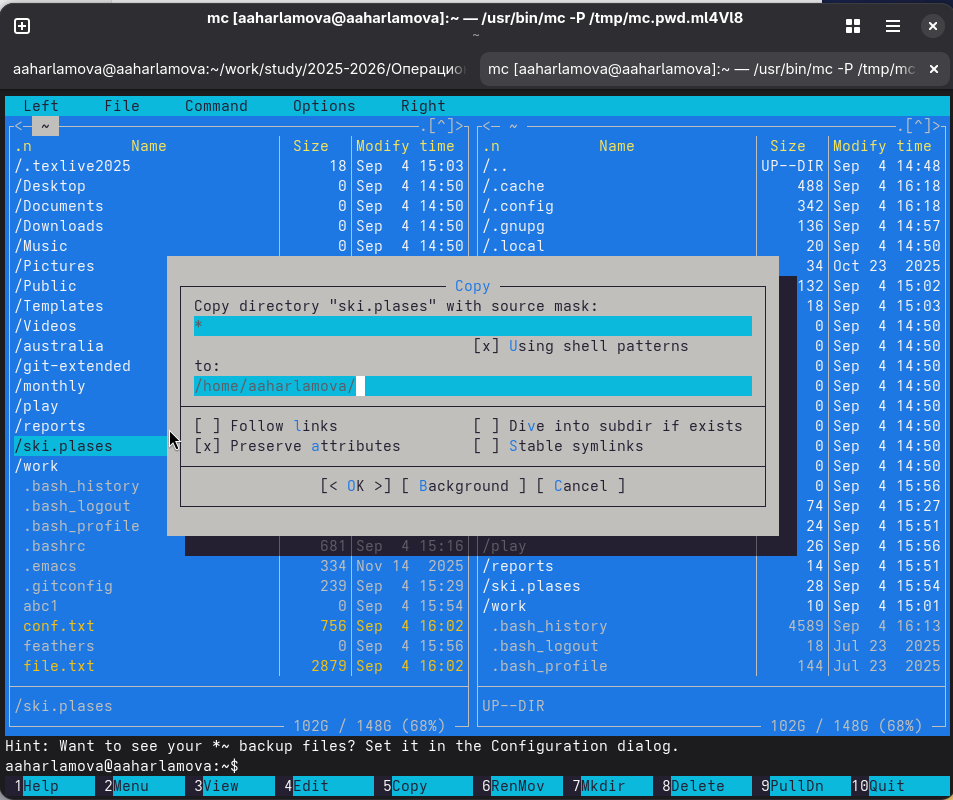 mc [aaharlamova@aaharlamova]:~ — /usr/bin/mc -P /tmp/mc.pwd.ml4Vl8
~
aaharlamova@aaharlamova:~/work/study/2025-2026/Операцио
mc [aaharlamova@aaharlamova]:~ — /usr/bin/mc -P /tmp/mc
Left File Command Options Right
<— ~ .[^]> <— ~ .[^]>
.n Name Size Modify time .n Name Size Modify time
/.texlive2025 18 Sep 4 15:03 /.. UP--DIR Sep 4 14:48
/Desktop 0 Sep 4 14:50 /.cache 488 Sep 4 16:18
/Documents 0 Sep 4 14:50 /.config 342 Sep 4 16:18
/Downloads 0 Sep 4 14:50 /.gnupg 136 Sep 4 14:57
/Music 0 Sep 4 14:50 /.local 20 Sep 4 14:50
/Pictures 34 Oct 23 2025
/Public Copy 132 Sep 4 15:02
/Templates Copy directory "ski.plases" with source mask: 18 Sep 4 15:03
/Videos * 0 Sep 4 14:50
/australia [x] Using shell patterns 0 Sep 4 14:50
/git-extended to: 0 Sep 4 14:50
/monthly /home/aaharlamova/ 0 Sep 4 14:50
/play 0 Sep 4 14:50
/reports [ ] Follow links [ ] Dive into subdir if exists 0 Sep 4 14:50
/ski.plases [x] Preserve attributes [ ] Stable symlinks 0 Sep 4 14:50
/work 0 Sep 4 14:50
.bash_history [< OK >] [ Background ] [ Cancel ] 0 Sep 4 15:56
.bash_logout 74 Sep 4 15:27
.bash_profile 24 Sep 4 15:51
.bashrc 681 Sep 4 15:16 /play 26 Sep 4 15:56
.emacs 334 Nov 14 2025 /reports 14 Sep 4 15:51
.gitconfig 239 Sep 4 15:29 /ski.plases 28 Sep 4 15:54
abc1 0 Sep 4 15:54 /work 10 Sep 4 15:01
conf.txt 756 Sep 4 16:02 .bash_history 4589 Sep 4 16:13
feathers 0 Sep 4 15:56 .bash_logout 18 Jul 23 2025
file.txt 2879 Sep 4 16:02 .bash_profile 144 Jul 23 2025
/ski.plases UP--DIR
102G / 148G (68%) 102G / 148G (68%)
Hint: Want to see your *~ backup files? Set it in the Configuration dialog.
aaharlamova@aaharlamova:~$
1Help 2Menu 3View 4Edit 5Copy 6RenMov 7Mkdir 8Delete 9PullDn 10Quit